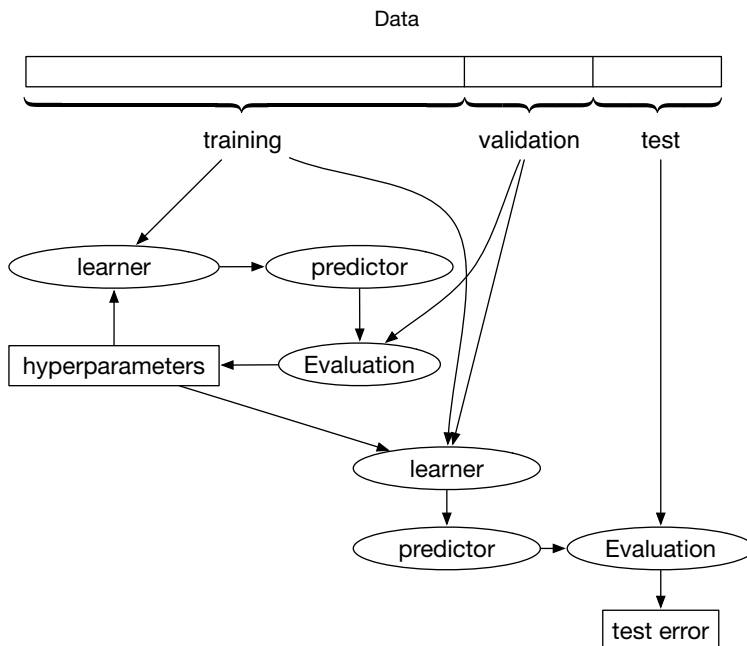 Data
training validation test
learner predictor
hyperparameters Evaluation
learner
predictor Evaluation
test error